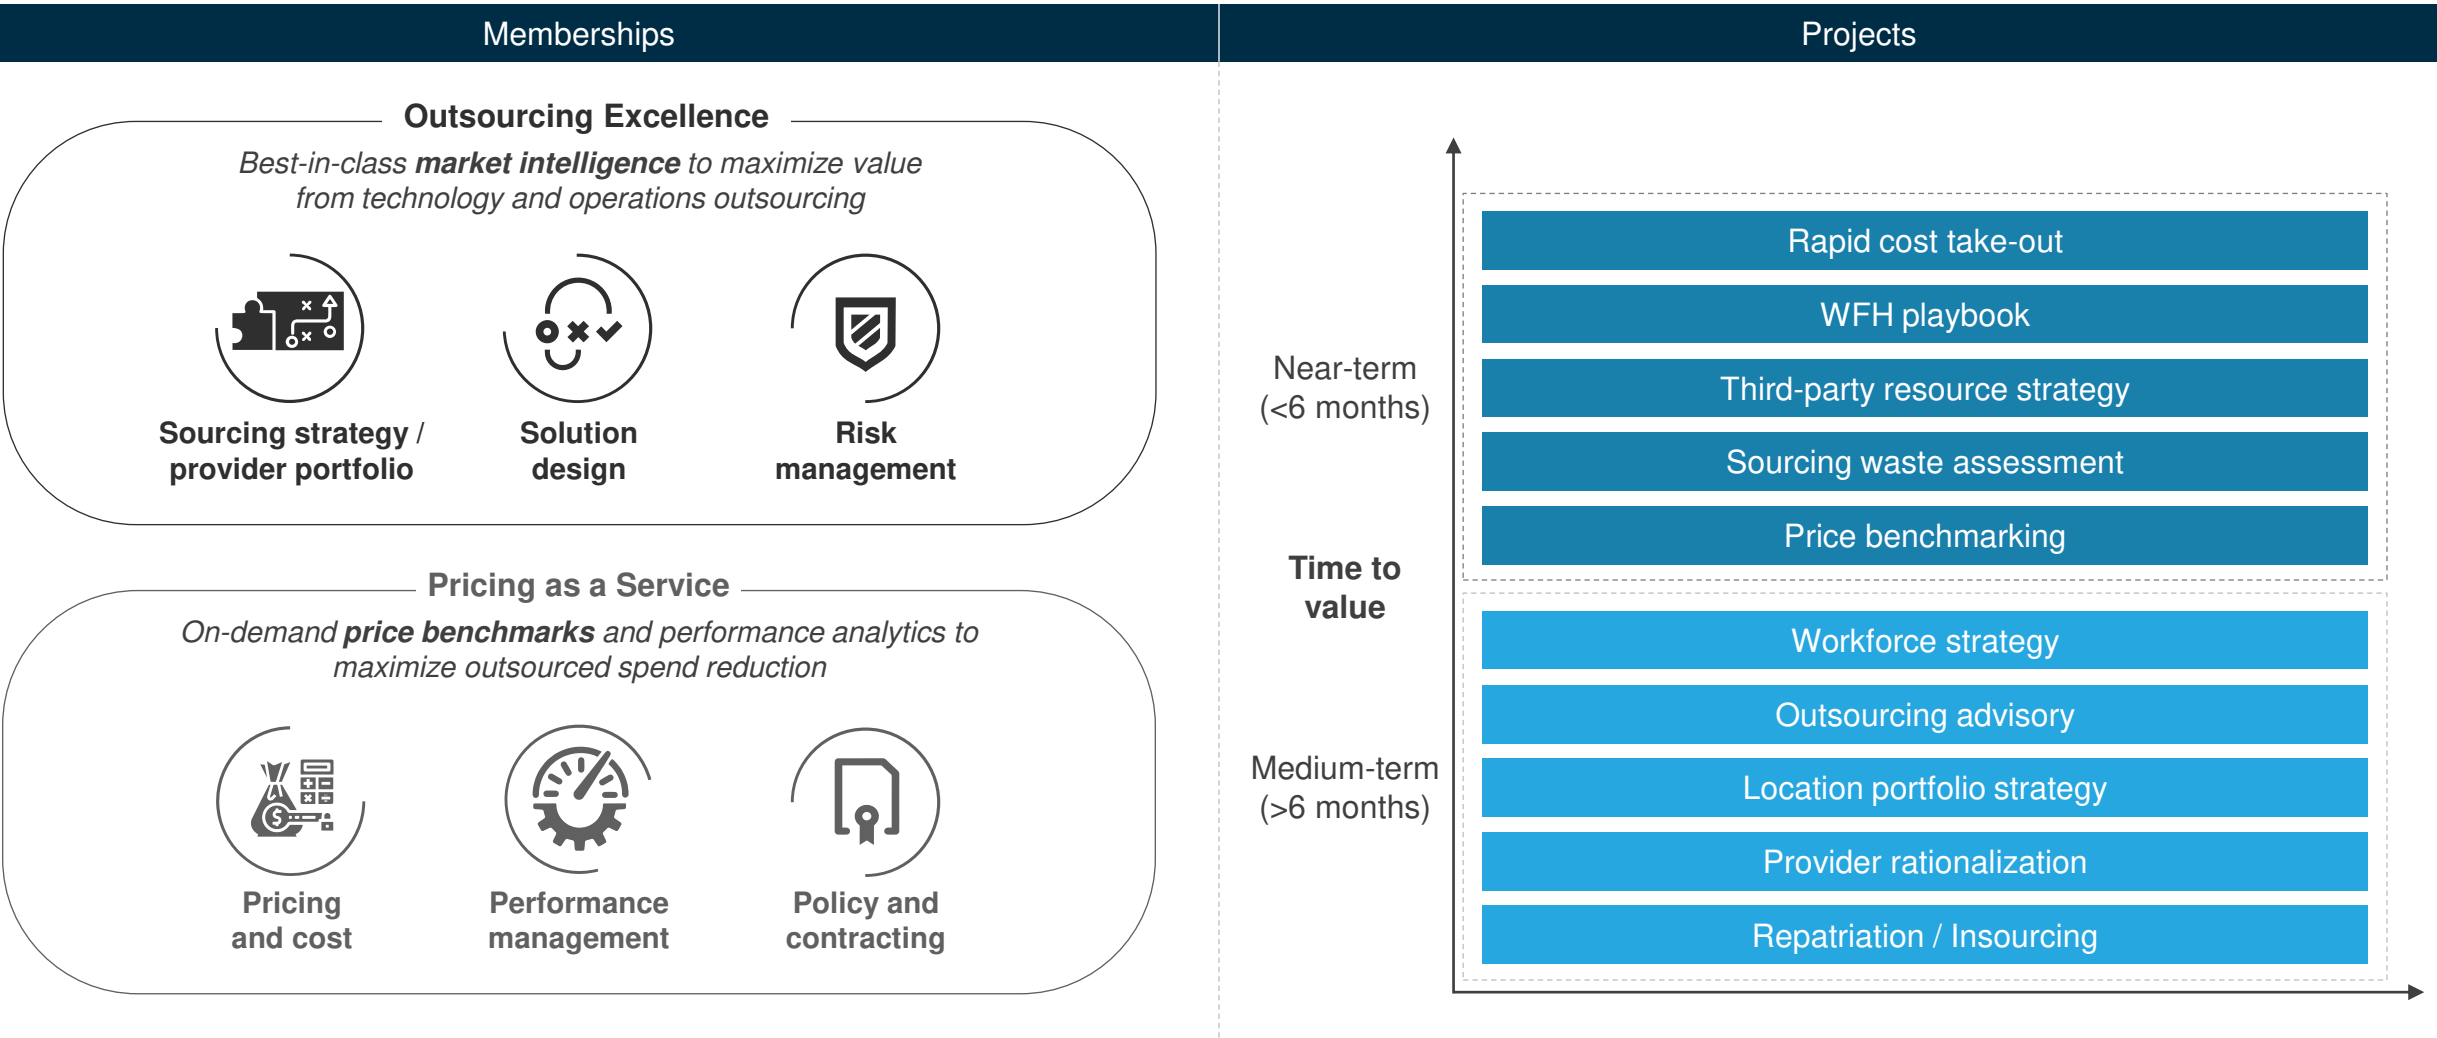 Memberships
Projects
Outsourcing Excellence
Best-in-class market intelligence to maximize value
from technology and operations outsourcing
Sourcing strategy /
provider portfolio
Solution
design
Risk
management
Pricing as a Service
On-demand price benchmarks and performance analytics to
maximize outsourced spend reduction
Pricing
and cost
Performance
management
Policy and
contracting
Near-term
(<6 months)
Time to
value
Medium-term
(>6 months)
Rapid cost take-out
WFH playbook
Third-party resource strategy
Sourcing waste assessment
Price benchmarking
Workforce strategy
Outsourcing advisory
Location portfolio strategy
Provider rationalization
Repatriation / Insourcing